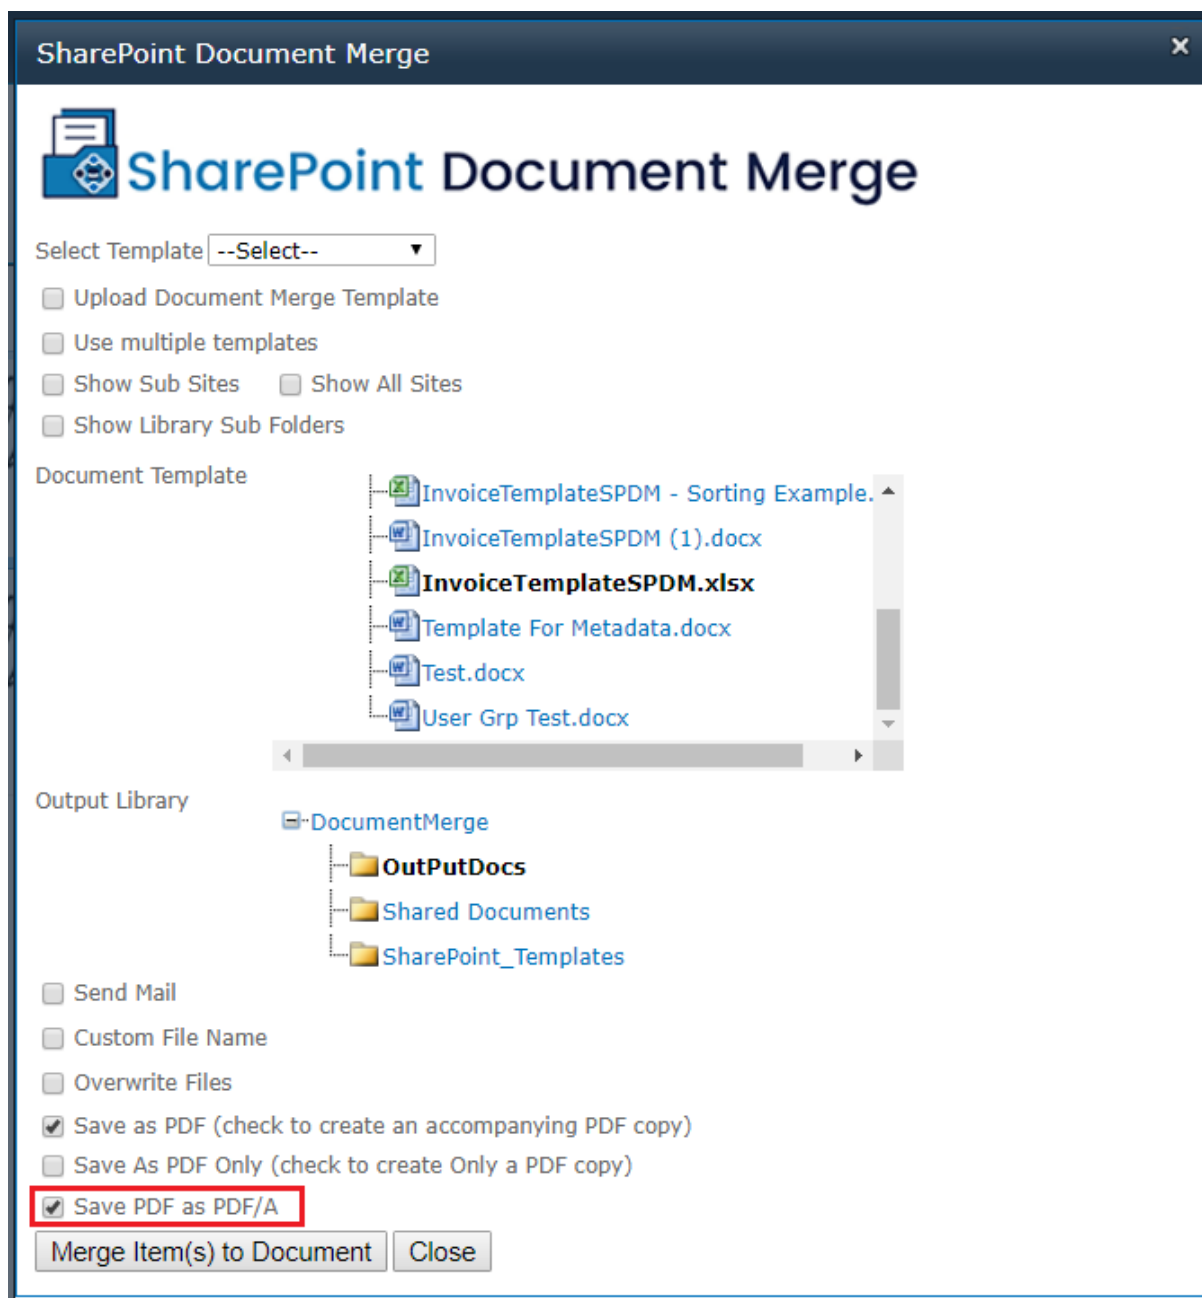 SharePoint Document Merge
SharePoint Document Merge
Select Template --Select--
Upload Document Merge Template
Use multiple templates
Show Sub Sites Show All Sites
Show Library Sub Folders
Document Template
InvoiceTemplateSPDM - Sorting Example.
InvoiceTemplateSPDM (1).docx
InvoiceTemplateSPDM.xlsx
Template For Metadata.docx
Test.docx
User Grp Test.docx
Output Library
DocumentMerge
OutPutDocs
Shared Documents
SharePoint_Templates
Send Mail
Custom File Name
Overwrite Files
Save as PDF (check to create an accompanying PDF copy)
Save As PDF Only (check to create Only a PDF copy)
Save PDF as PDF/A
Merge Item(s) to Document Close